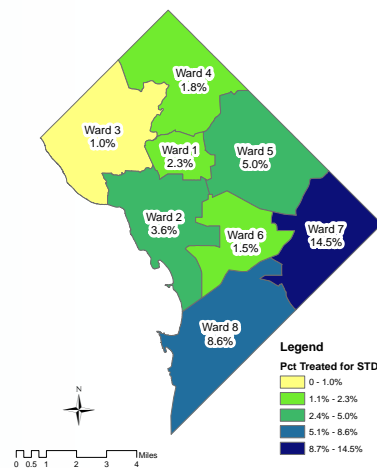 Ward 4
1.8%
Ward 3
1.0%
Ward 1
2.3%
Ward 5
5.0%
Ward 2
3.6%
Ward 6
1.5%
Ward 7
14.5%
Ward 8
8.6%
Legend
Pct Treated for STD
0 - 1.0%
1.1% - 2.3%
2.4% - 5.0%
5.1% - 8.6%
8.7% - 14.5%
N
0 0.5 1 2 3 4 Miles